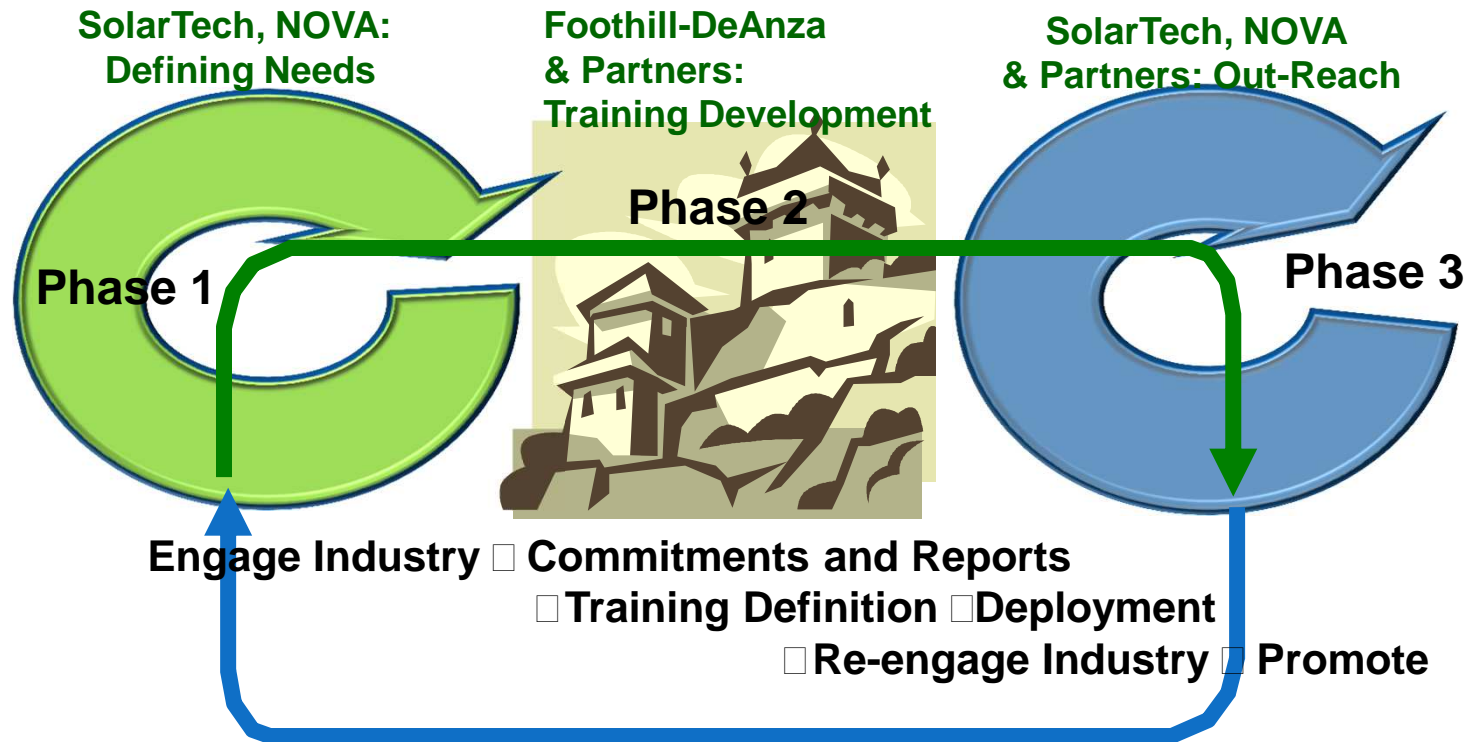 SolarTech, NOVA:
Defining Needs
Foothill-DeAnza
& Partners:
Training Development
SolarTech, NOVA
& Partners: Out-Reach
Phase 1
Phase 2
Phase 3
Engage Industry □ Commitments and Reports
□Training Definition □Deployment
□Re-engage Industry □ Promote